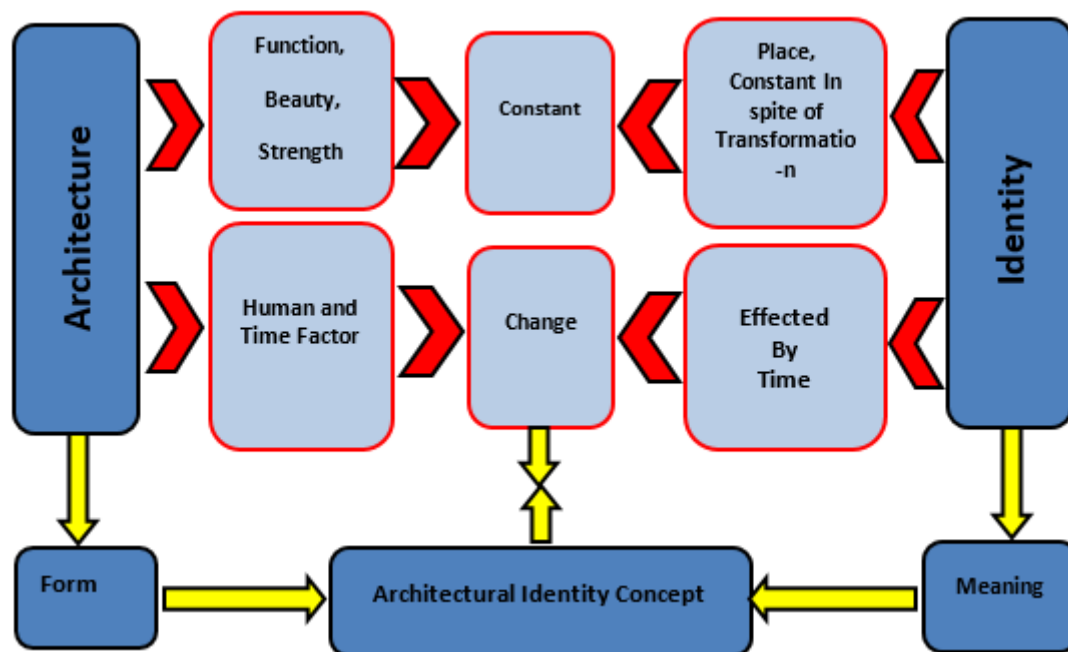 Architecture
Function,
Beauty,
Strength
Constant
Place,
Constant In
spite of
Transformatio
-n
Identity
Human and
Time Factor
Change
Effected
By
Time
Form
Architectural Identity Concept
Meaning